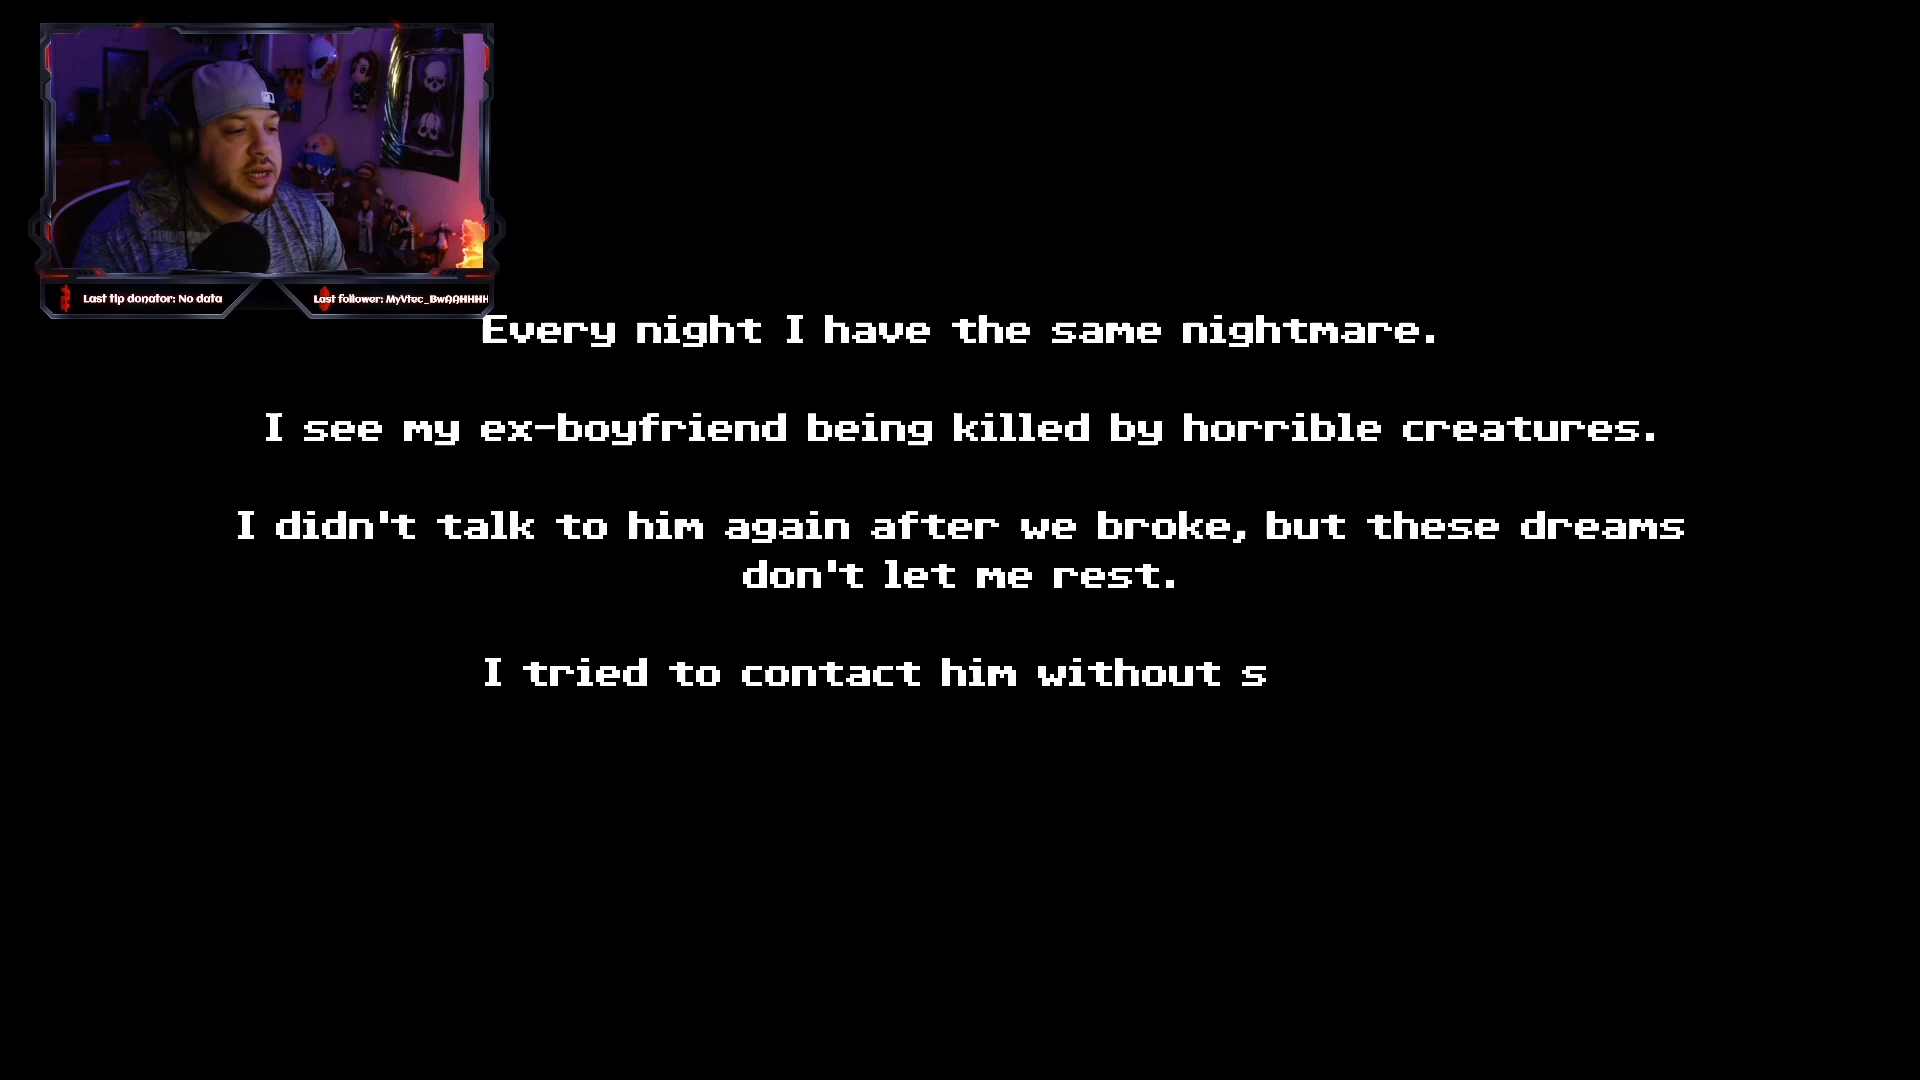 Last tip donator: No data
Last follower: MyVtec_BwAAHHHH
Every night I have the same nightmare.
I see my ex-boyfriend being killed by horrible creatures.
I didn't talk to him again after we broke, but these dreams
don't let me rest.
I tried to contact him without s